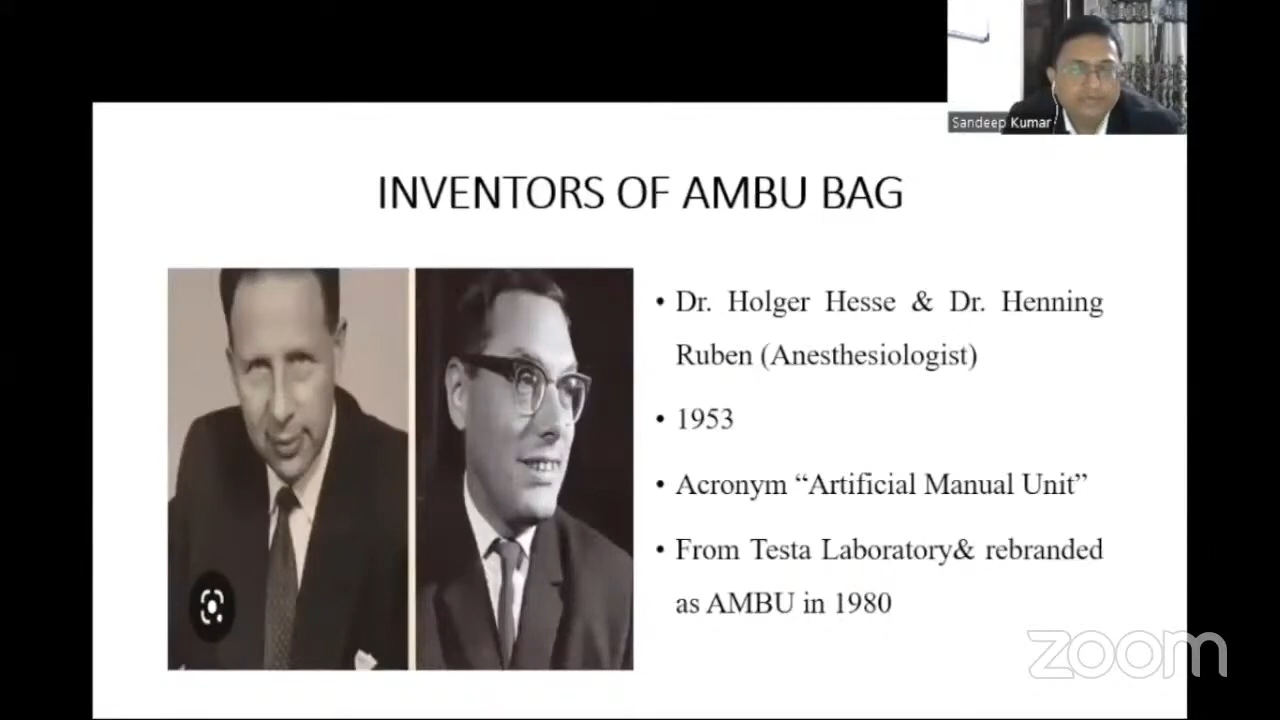 Sandeep Kumar
INVENTORS OF AMBU BAG
• Dr. Holger Hesse & Dr. Henning
Ruben (Anesthesiologist)
• 1953
• Acronym “Artificial Manual Unit”
• From Testa Laboratory& rebranded
as AMBU in 1980
zoom